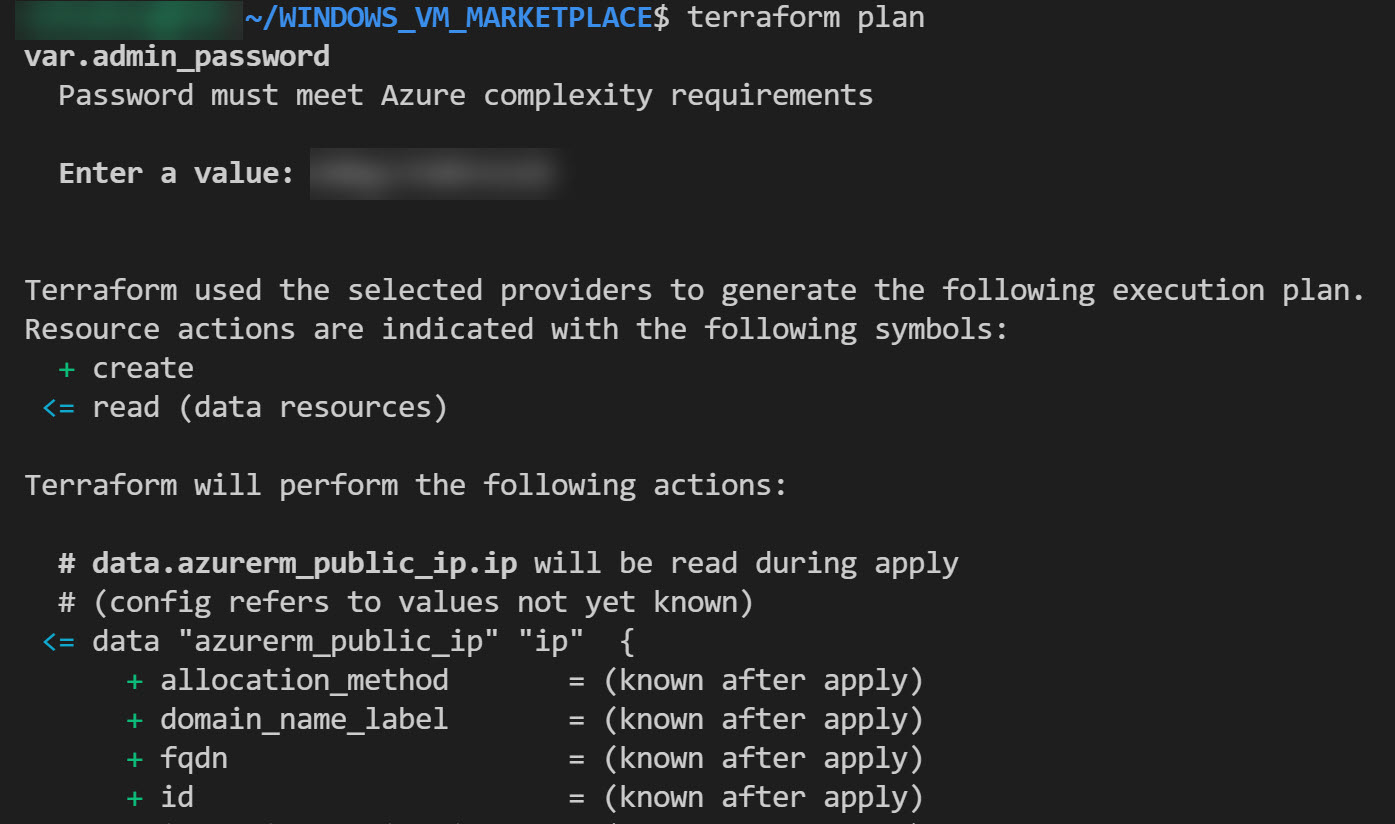 ~/WINDOWS_VM_MARKETPLACE$ terraform plan
var.admin_password
Password must meet Azure complexity requirements
Enter a value:
Terraform used the selected providers to generate the following execution plan.
Resource actions are indicated with the following symbols:
+ create
<= read (data resources)
Terraform will perform the following actions:
# data.azurerm_public_ip.ip will be read during apply
# (config refers to values not yet known)
<= data "azurerm_public_ip" "ip"  {
+ allocation_method       = (known after apply)
+ domain_name_label       = (known after apply)
+ fqdn                    = (known after apply)
+ id                      = (known after apply)